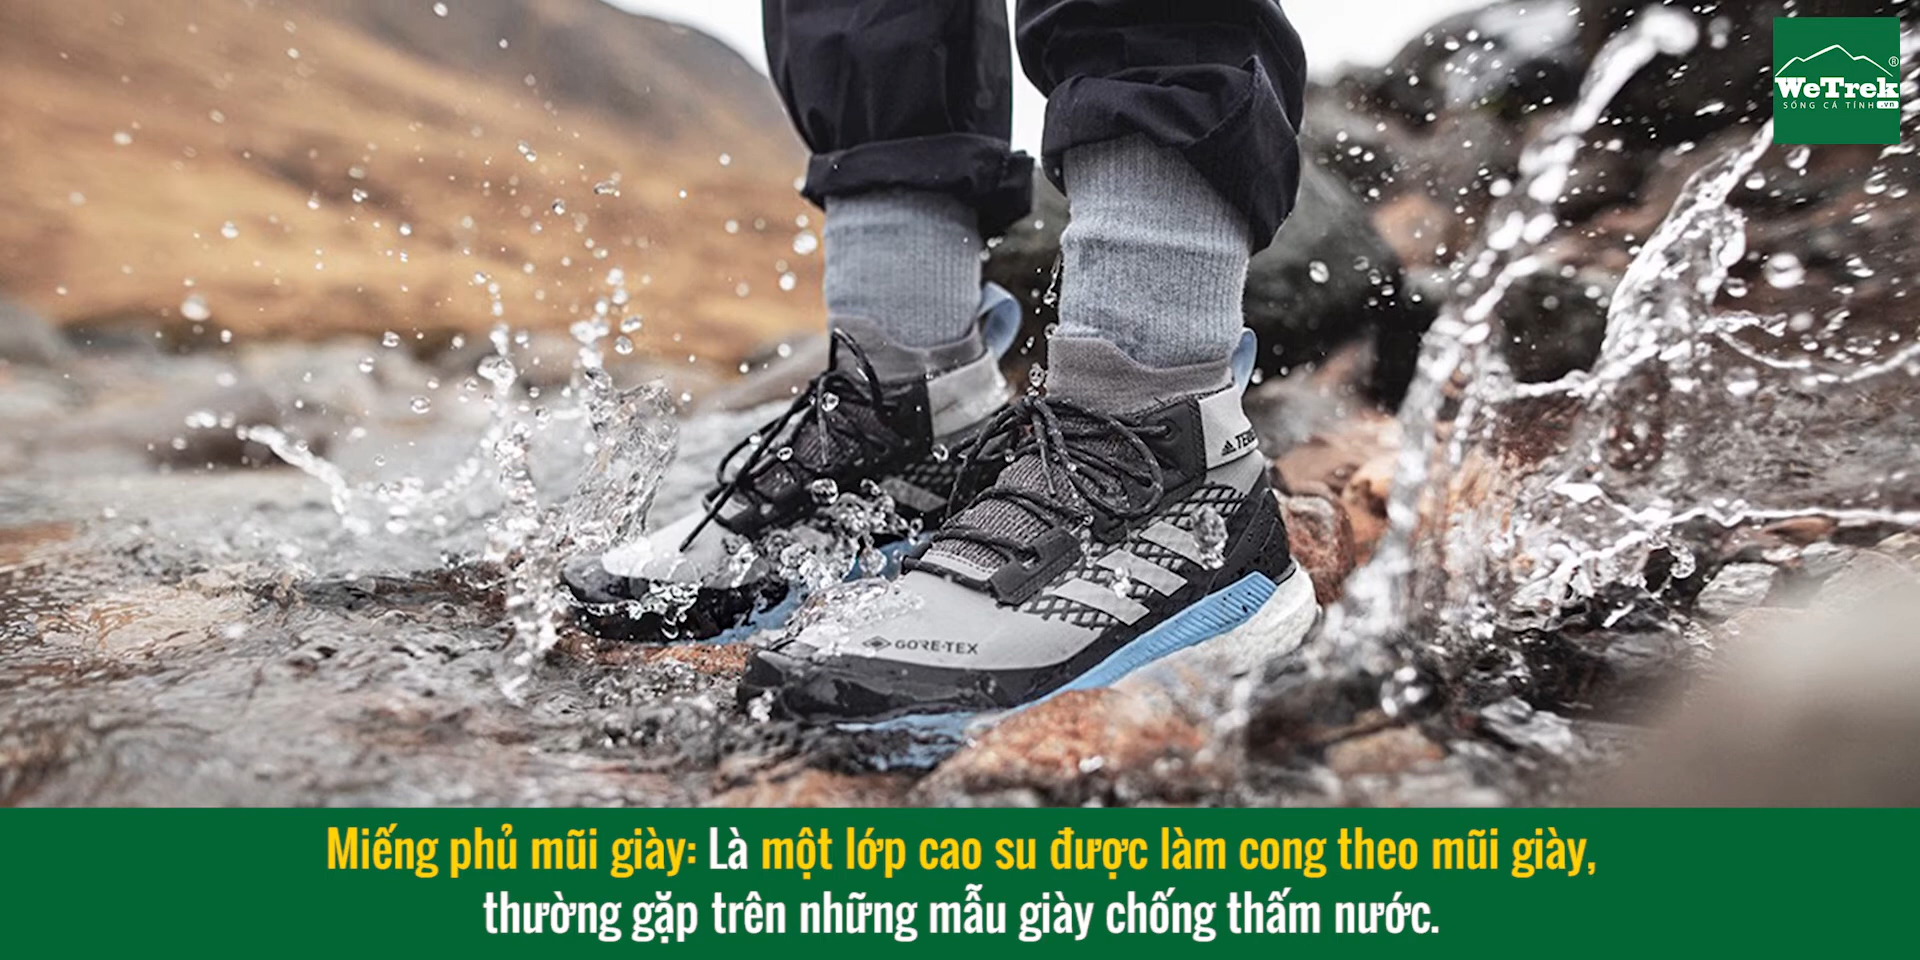 WeTrek®
SỐNG CÁ TÍNH .vn
TERREX
GORE-TEX
Miếng phủ mũi giày: Là một lớp cao su được làm cong theo mũi giày,
thường gặp trên những mẫu giày chống thấm nước.